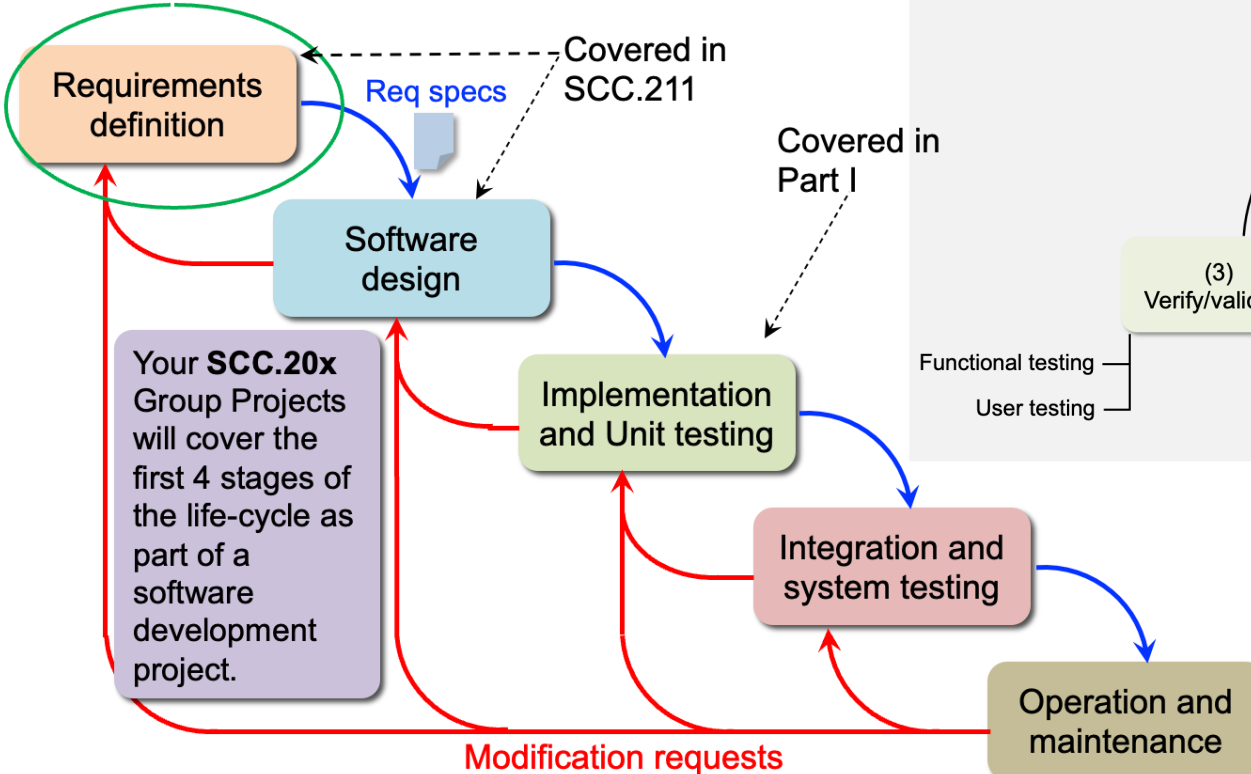 Requirements
definition
Req specs
Covered in
SCC.211
Covered in
Part I
Software
design
Your SCC.20x
Group Projects
will cover the
first 4 stages of
the life-cycle as
part of a
software
development
project.
Implementation
and Unit testing
Integration and
system testing
Operation and
maintenance
Modification requests
(3)
Verify/valid
Functional testing
User testing